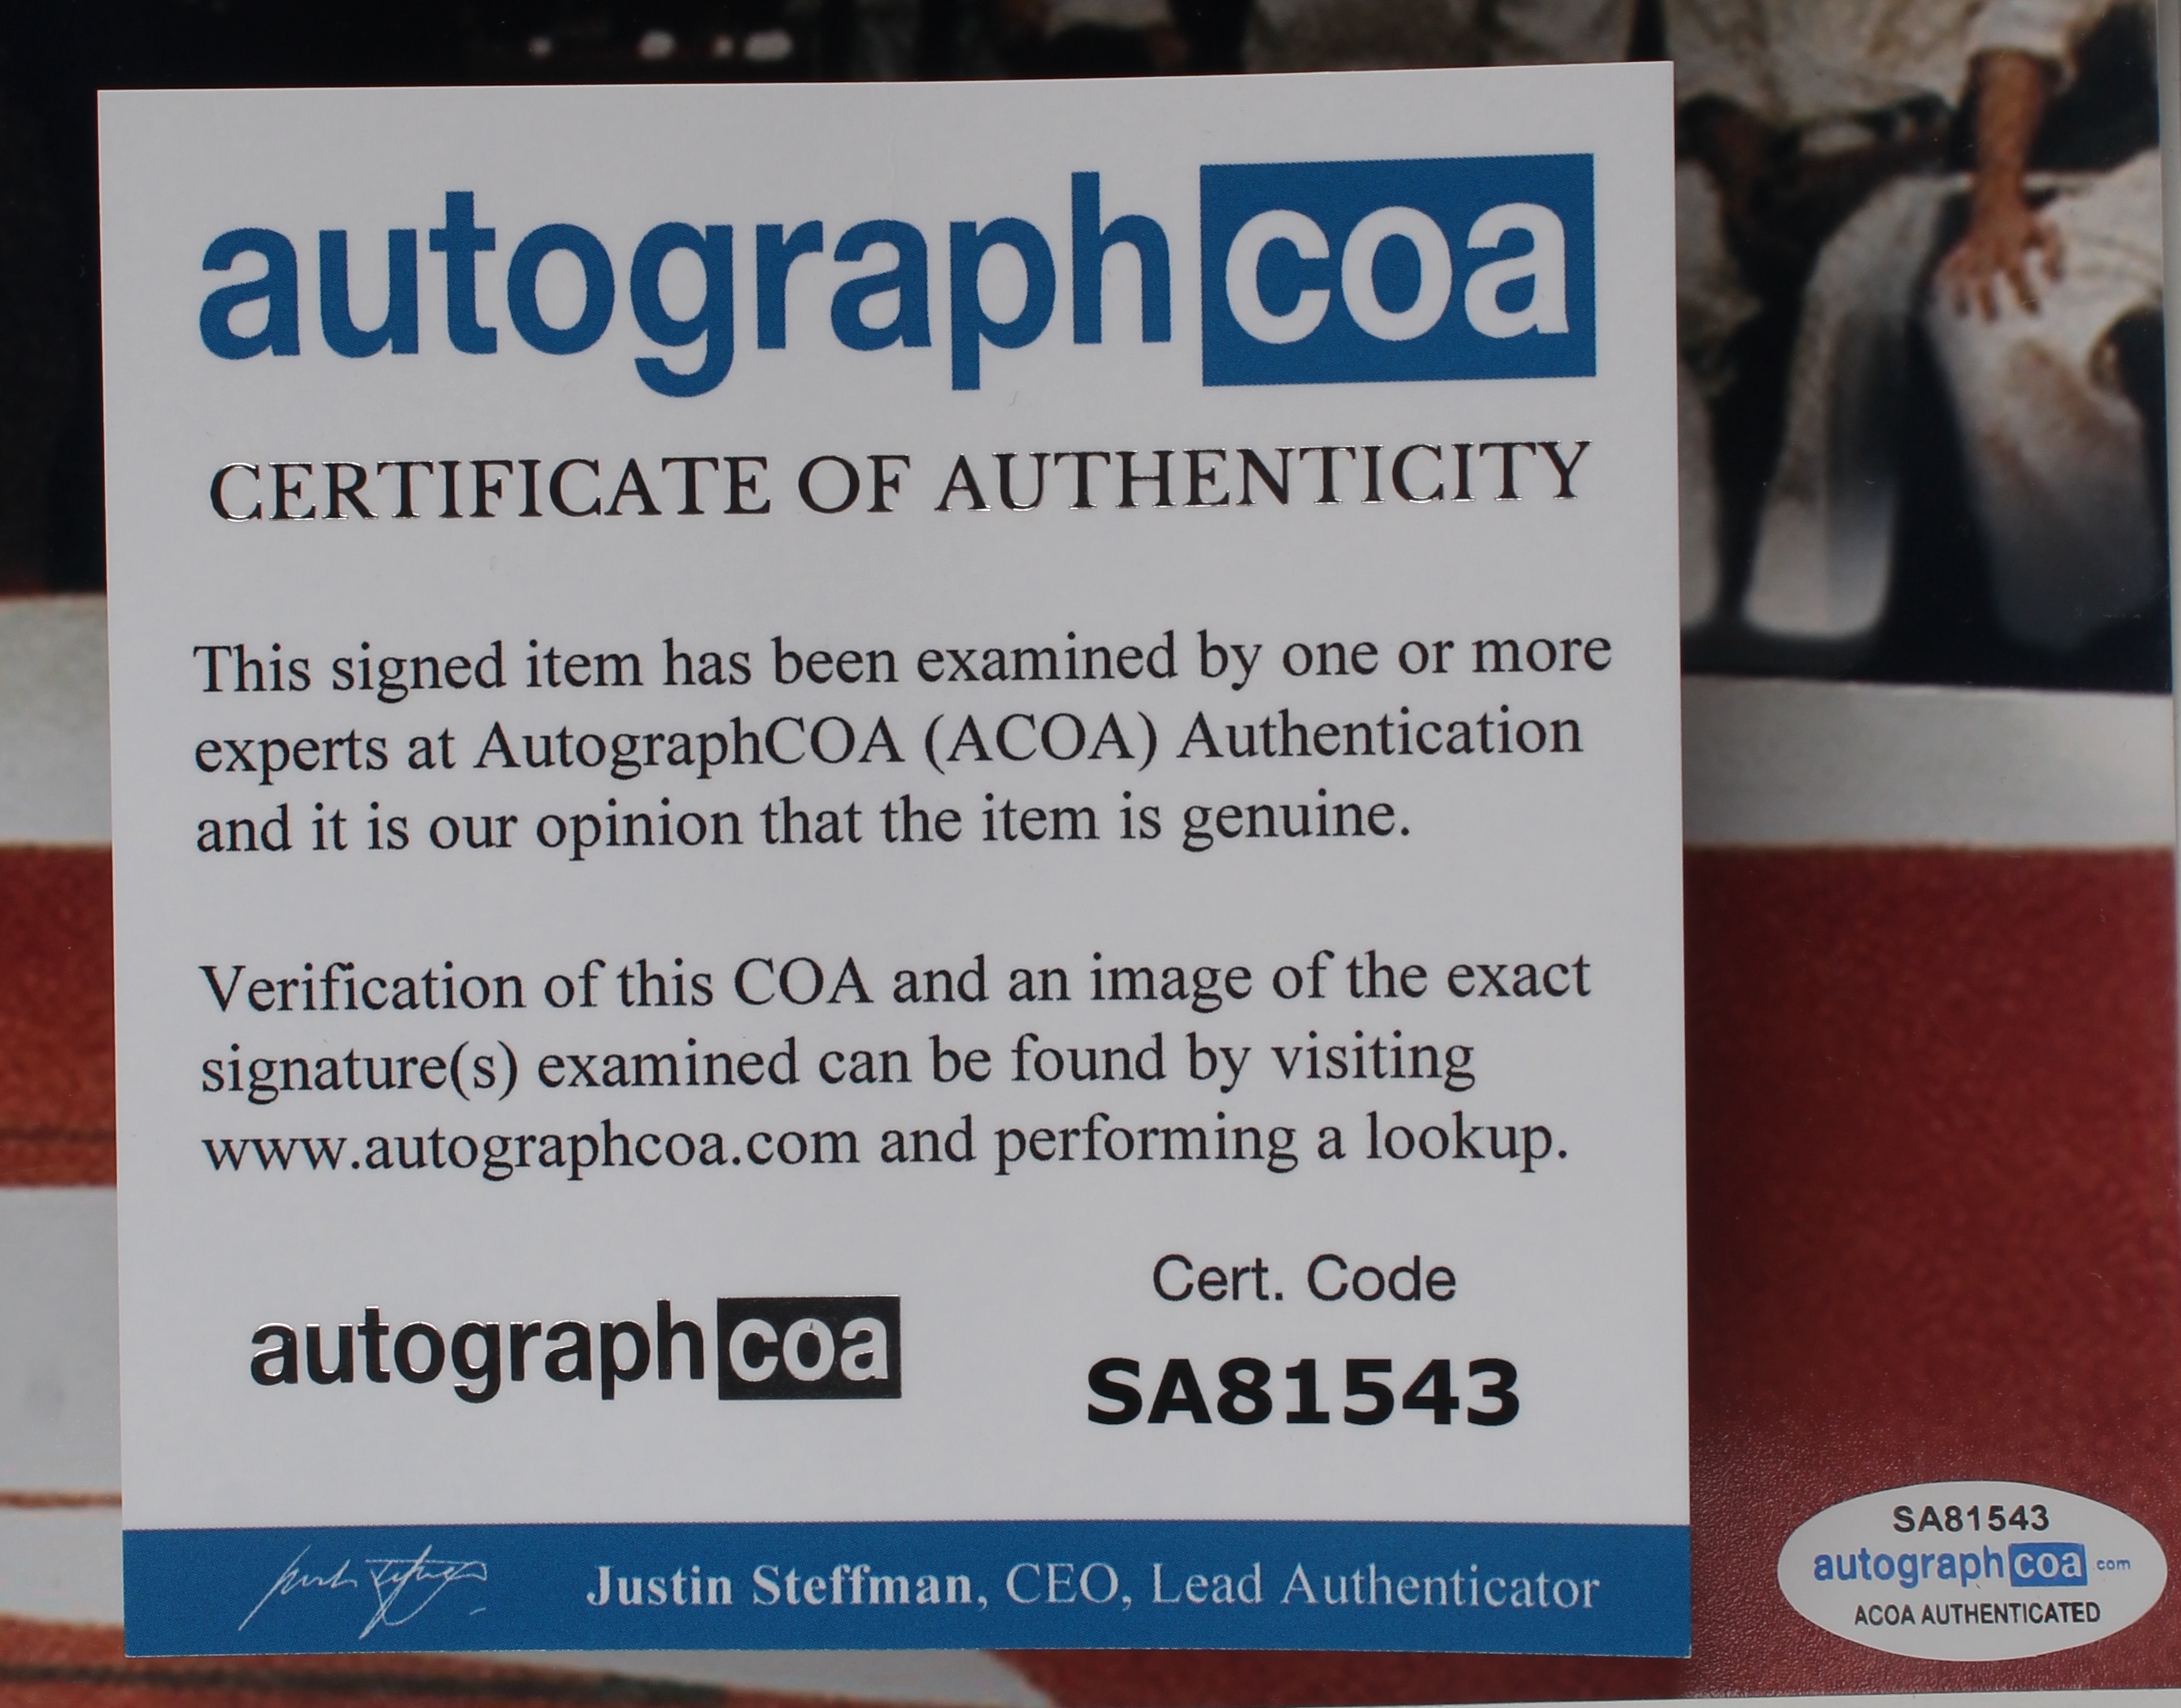 autographcoa
CERTIFICATE OF AUTHENTICITY
This signed item has been examined by one or more
experts at AutographCOA (ACOA) Authentication
and it is our opinion that the item is genuine.
Verification of this COA and an image of the exact
signature(s) examined can be found by visiting
www.autographcoa.com and performing a lookup.
autographcoa
Cert. Code
SA81543
Justin Steffman, CEO, Lead Authenticator
SA81543
autographcoa.com
ACOA AUTHENTICATED